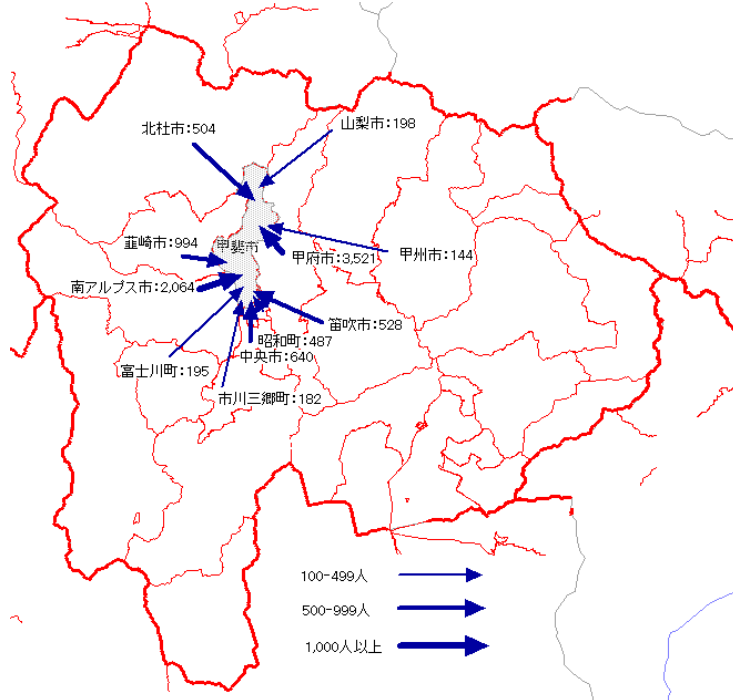 山梨市:198
北杜市:504
韮崎市:994
甲斐市
甲府市:3,521
甲州市:144
南アルプス市:2,064
笛吹市:528
昭和町:487
中央市:640
富士川町:195
市川三郷町:182
100-499人
500-999人
1,000人以上